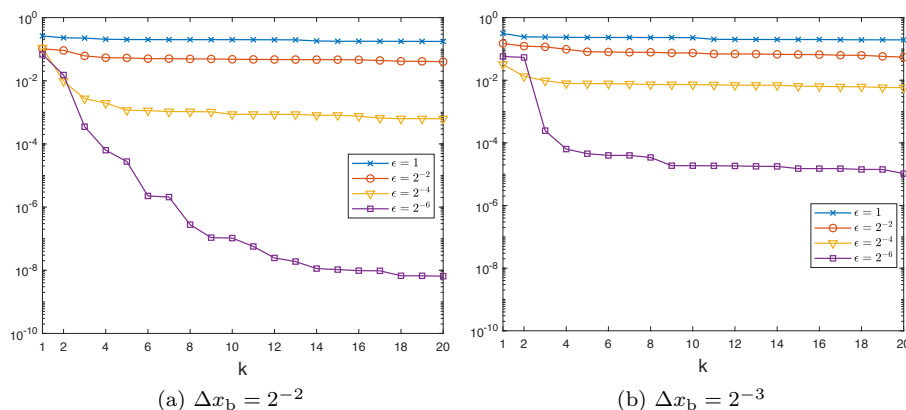 10^0
10^-2
10^-4
10^-6
10^-8
10^-10
1 2 4 6 8 10 12 14 16 18 20
k
ϵ = 1
ϵ = 2^-2
ϵ = 2^-4
ϵ = 2^-6
(a) Δx_b = 2^-2
10^0
10^-2
10^-4
10^-6
10^-8
10^-10
1 2 4 6 8 10 12 14 16 18 20
k
ϵ = 1
ϵ = 2^-2
ϵ = 2^-4
ϵ = 2^-6
(b) Δx_b = 2^-3